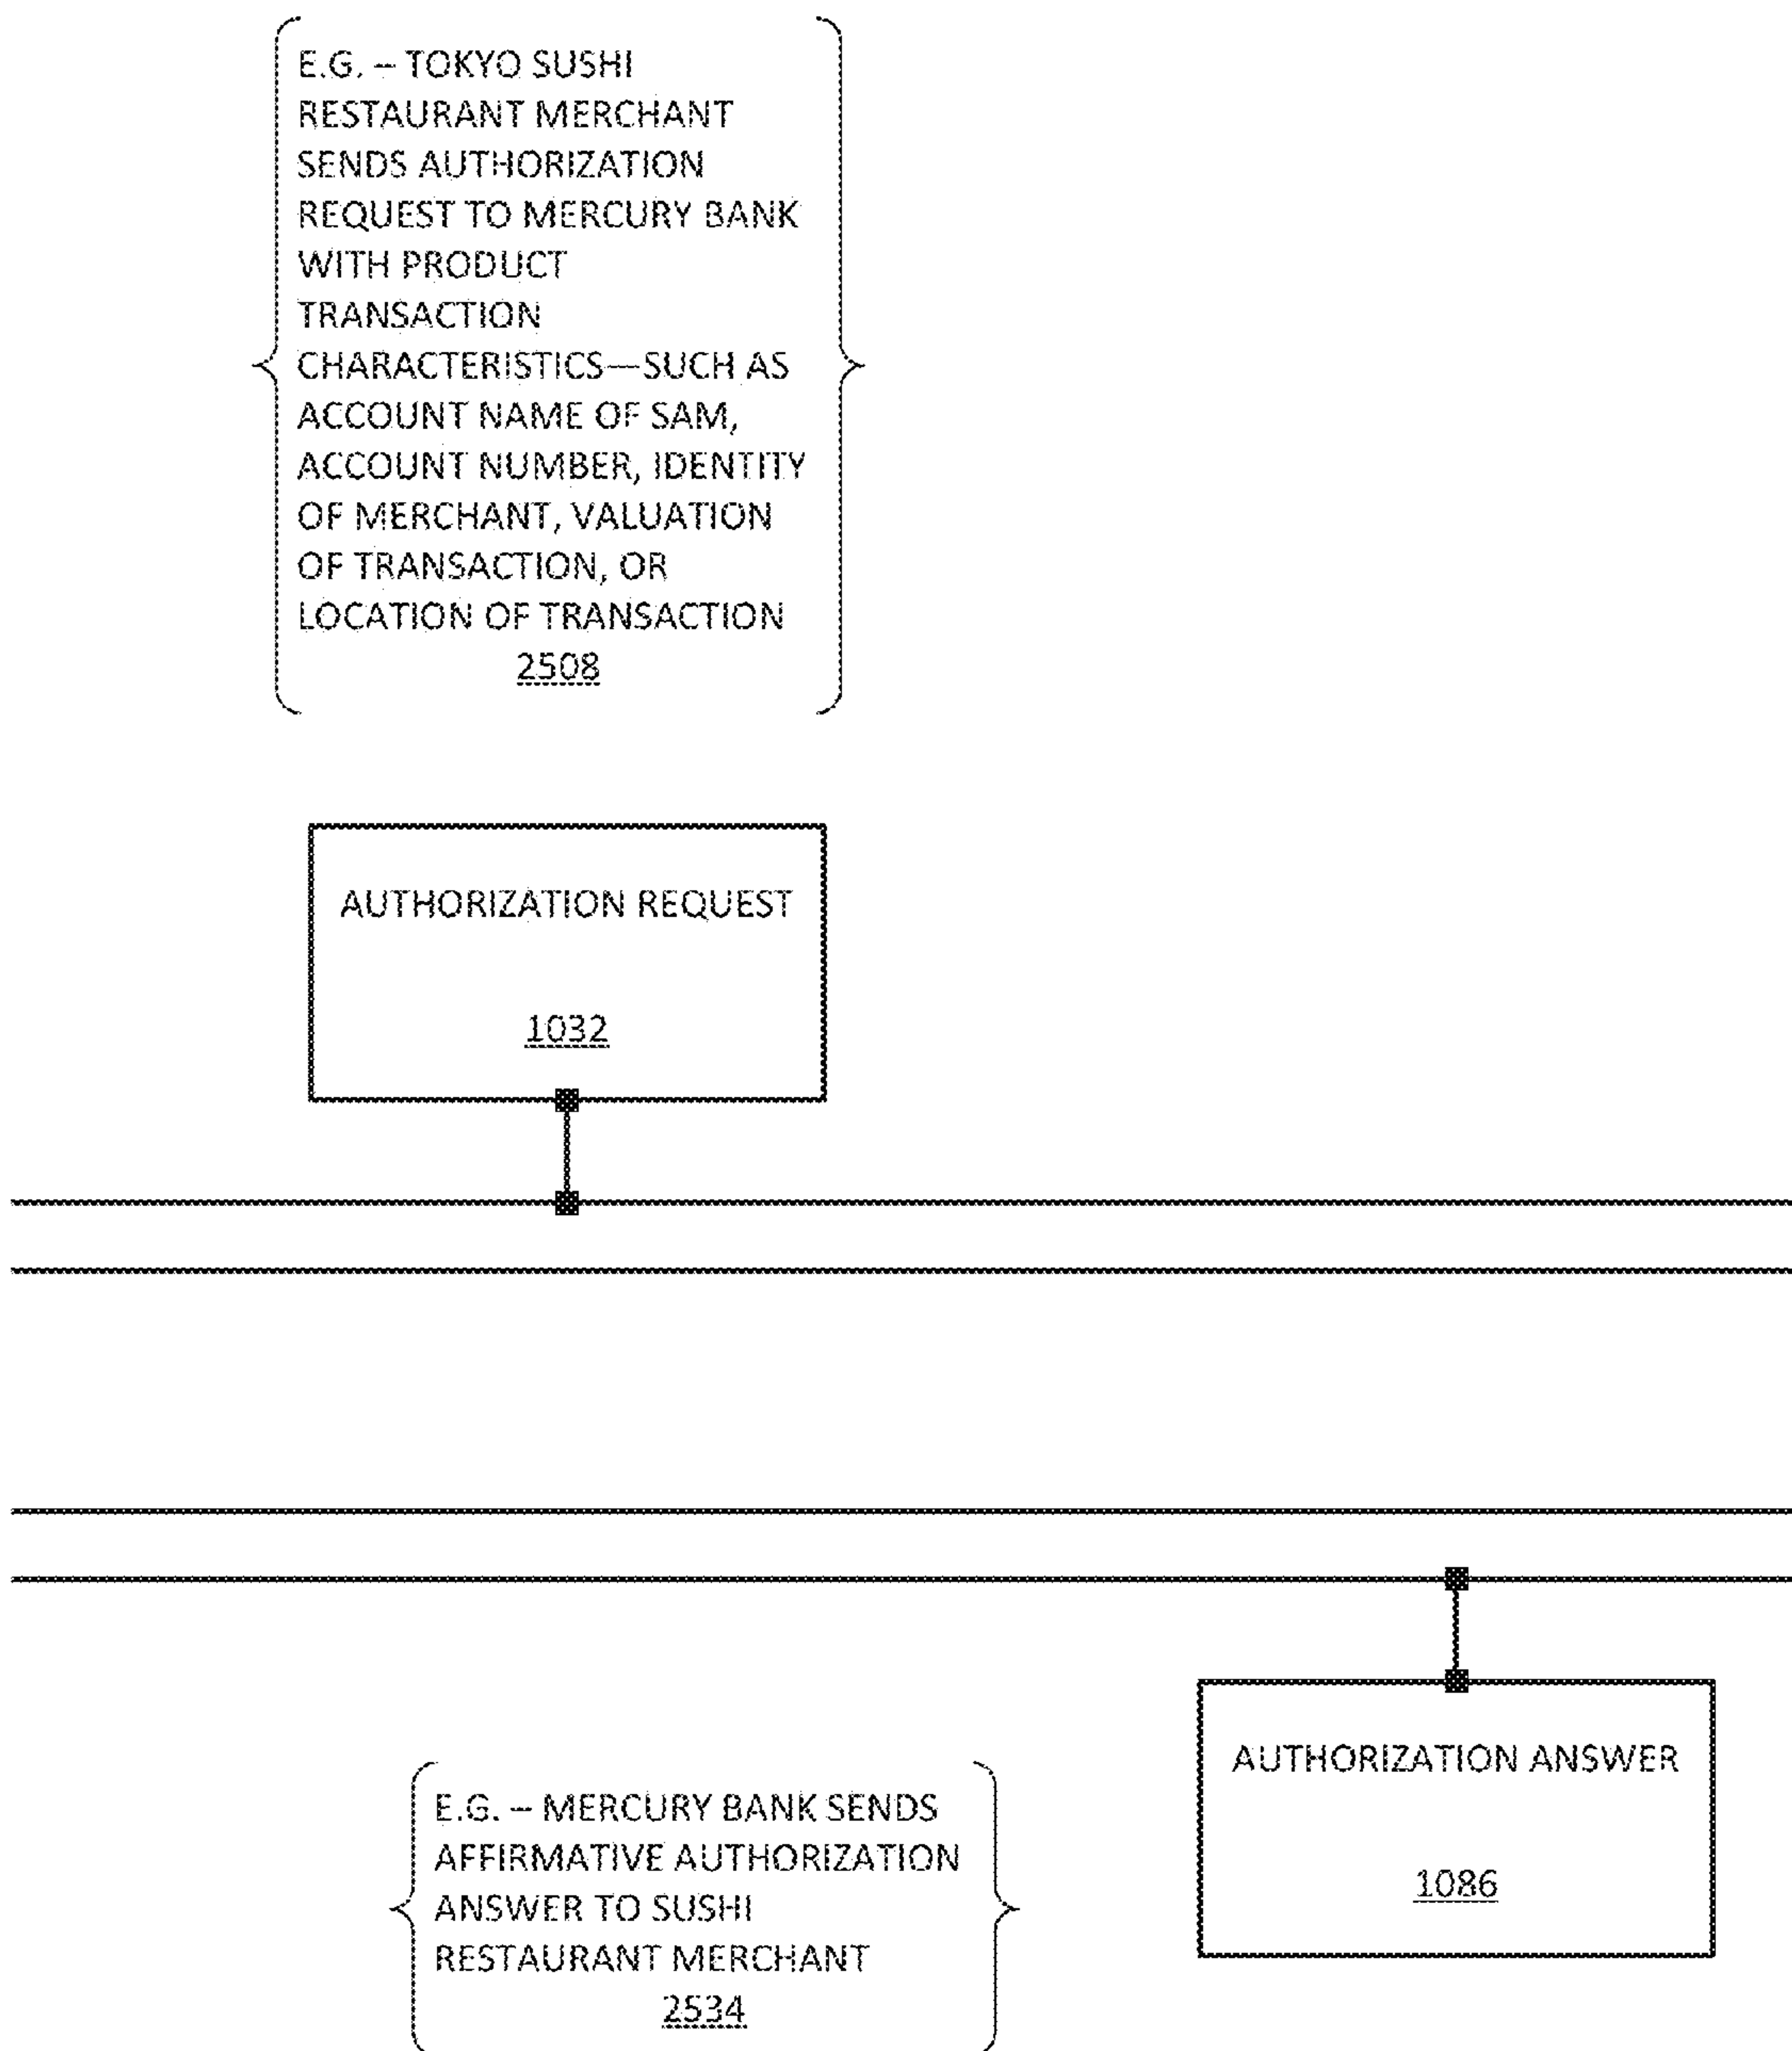 E.G. – TOKYO SUSHI
RESTAURANT MERCHANT
SENDS AUTHORIZATION
REQUEST TO MERCURY BANK
WITH PRODUCT
TRANSACTION
CHARACTERISTICS—SUCH AS
ACCOUNT NAME OF SAM,
ACCOUNT NUMBER, IDENTITY
OF MERCHANT, VALUATION
OF TRANSACTION, OR
LOCATION OF TRANSACTION
2508
AUTHORIZATION REQUEST
1032
AUTHORIZATION ANSWER
1086
E.G. – MERCURY BANK SENDS
AFFIRMATIVE AUTHORIZATION
ANSWER TO SUSHI
RESTAURANT MERCHANT
2534